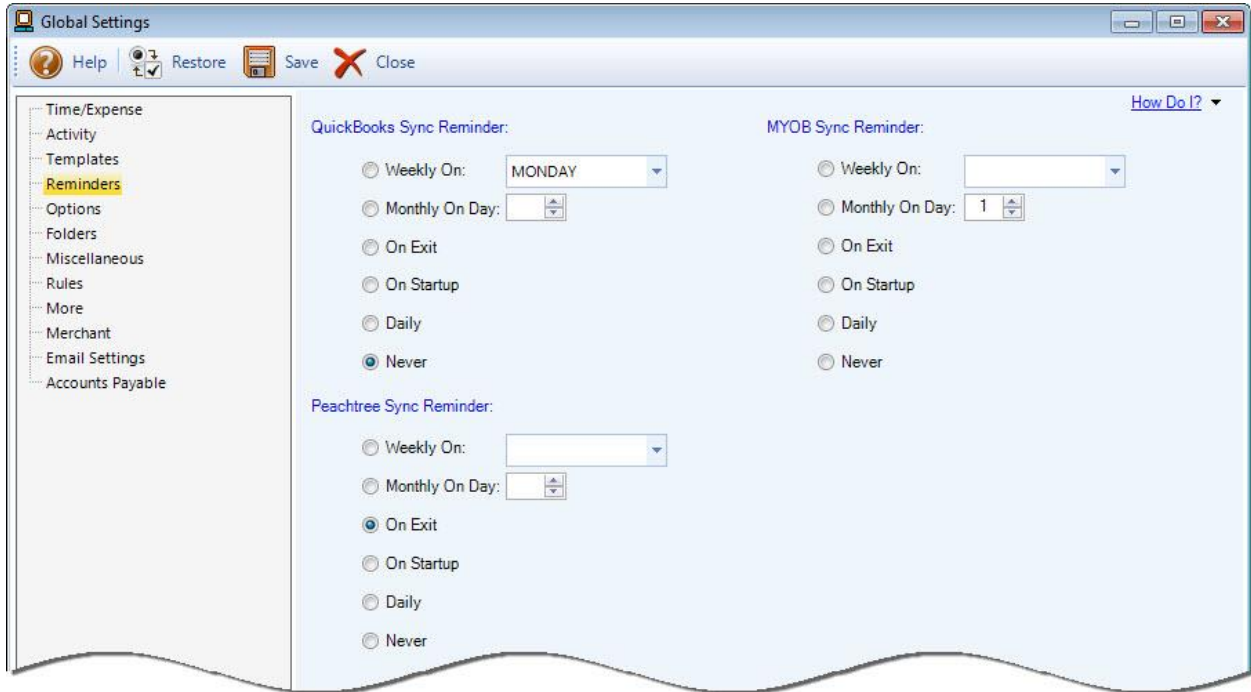 Global Settings
Help Restore Save Close
How Do I?
Time/Expense
Activity
Templates
Reminders
Options
Folders
Miscellaneous
Rules
More
Merchant
Email Settings
Accounts Payable
QuickBooks Sync Reminder:
Weekly On: MONDAY
Monthly On Day:
On Exit
On Startup
Daily
Never
MYOB Sync Reminder:
Weekly On:
Monthly On Day: 1
On Exit
On Startup
Daily
Never
Peachtree Sync Reminder:
Weekly On:
Monthly On Day:
On Exit
On Startup
Daily
Never